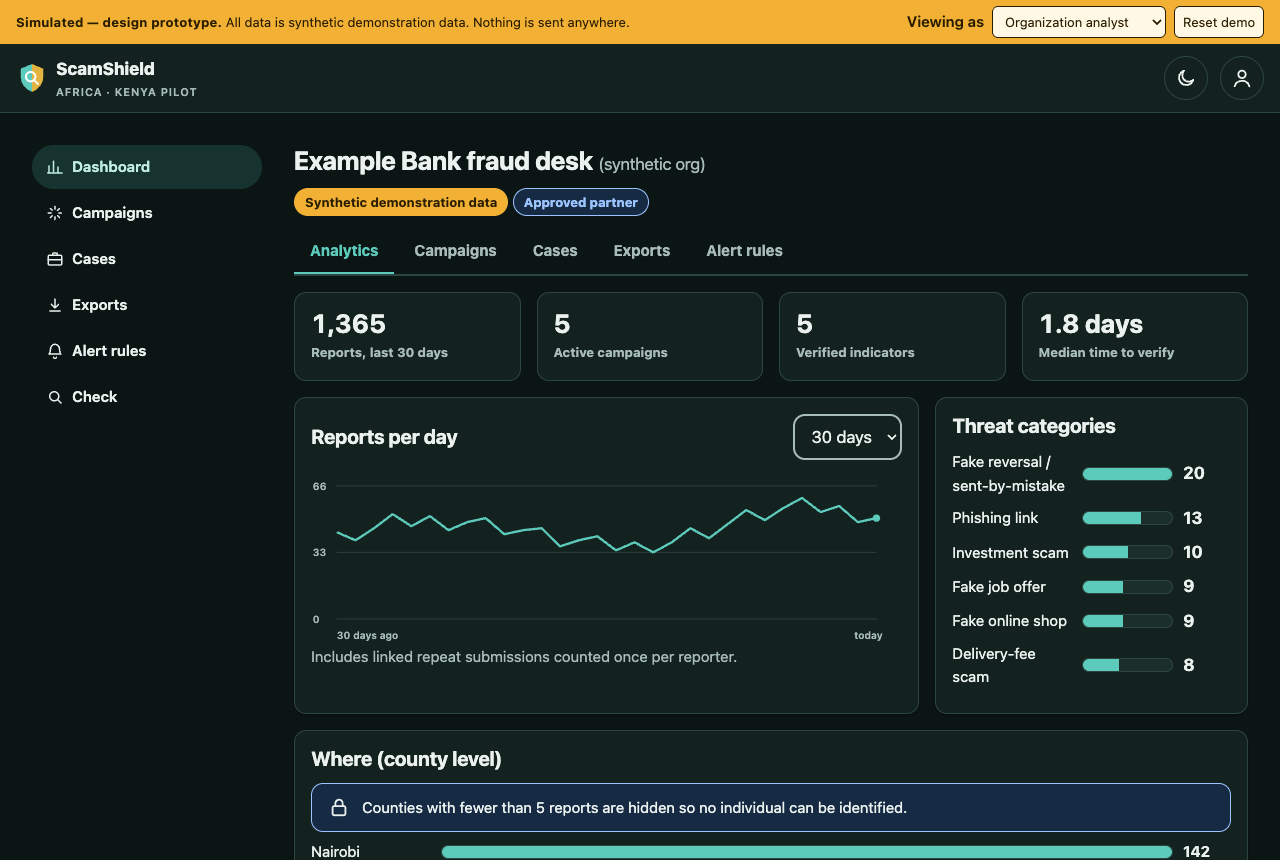 Simulated — design prototype. All data is synthetic demonstration data. Nothing is sent anywhere.
Viewing as
Organization analyst
Reset demo
ScamShield
AFRICA · KENYA PILOT
Dashboard
Campaigns
Cases
Exports
Alert rules
Check
Example Bank fraud desk (synthetic org)
Synthetic demonstration data
Approved partner
Analytics
Campaigns
Cases
Exports
Alert rules
1,365
Reports, last 30 days
5
Active campaigns
5
Verified indicators
1.8 days
Median time to verify
Reports per day
30 days
66
33
0
30 days ago
today
Includes linked repeat submissions counted once per reporter.
Threat categories
Fake reversal /
sent-by-mistake
20
Phishing link
13
Investment scam
10
Fake job offer
9
Fake online shop
9
Delivery-fee
scam
8
Where (county level)
Counties with fewer than 5 reports are hidden so no individual can be identified.
Nairobi
142